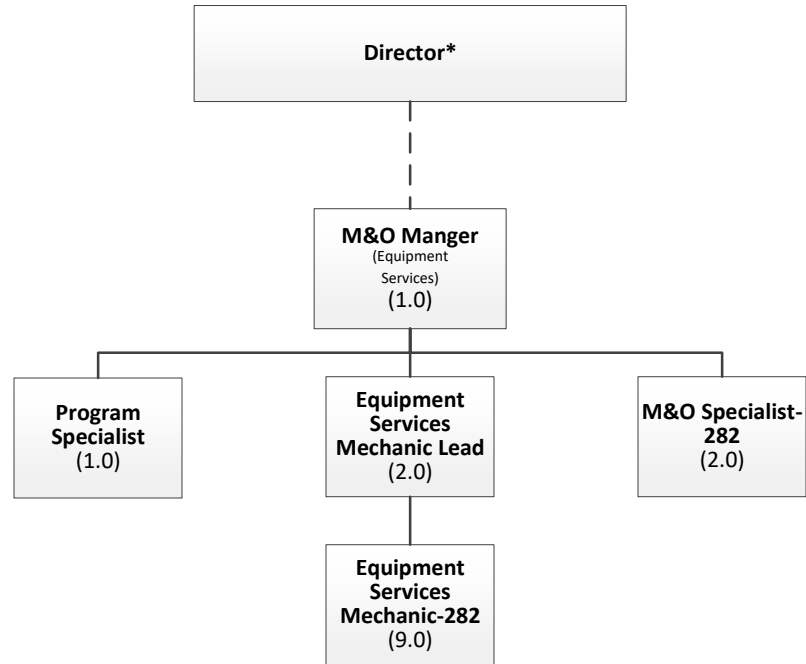 Director*
M&O Manger
(Equipment
Services)
(1.0)
Program
Specialist
(1.0)
Equipment
Services
Mechanic Lead
(2.0)
M&O Specialist-
282
(2.0)
Equipment
Services
Mechanic-282
(9.0)